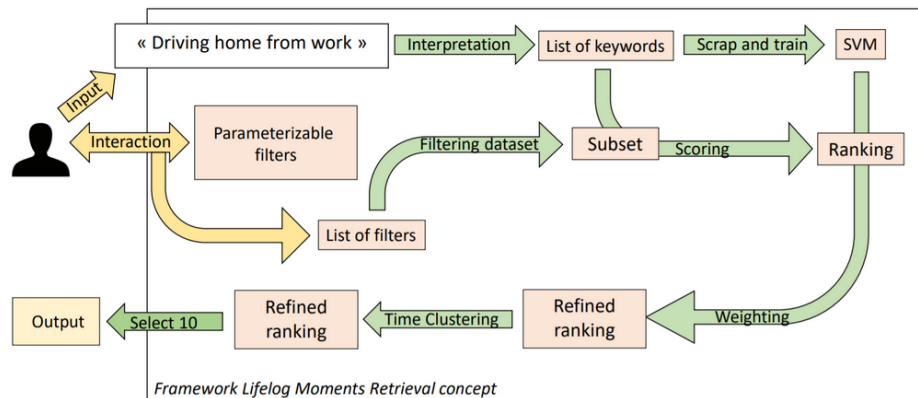 « Driving home from work »
Interpretation
List of keywords
Scrap and train
SVM
Input
Interaction
Parameterizable
filters
Filtering dataset
Subset
Scoring
Ranking
List of filters
Output
Select 10
Refined
ranking
Time Clustering
Refined
ranking
Weighting
Framework Lifelog Moments Retrieval concept